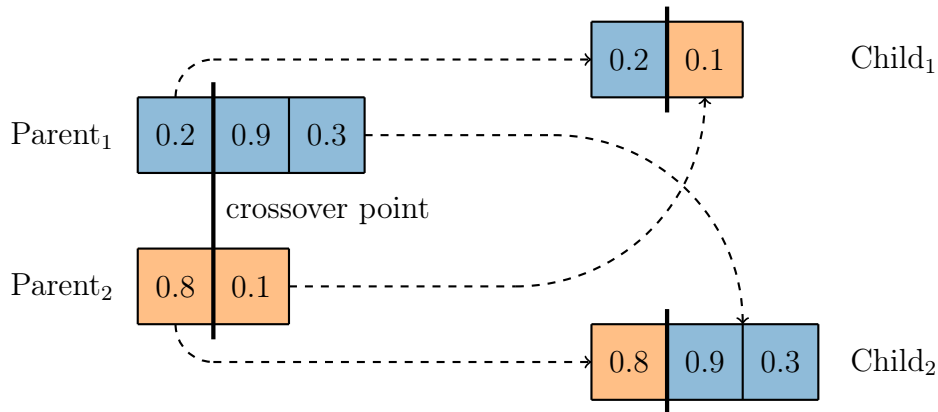 0.2 0.1 Child₁
Parent₁ 0.2 0.9 0.3
crossover point
Parent₂ 0.8 0.1
0.8 0.9 0.3 Child₂